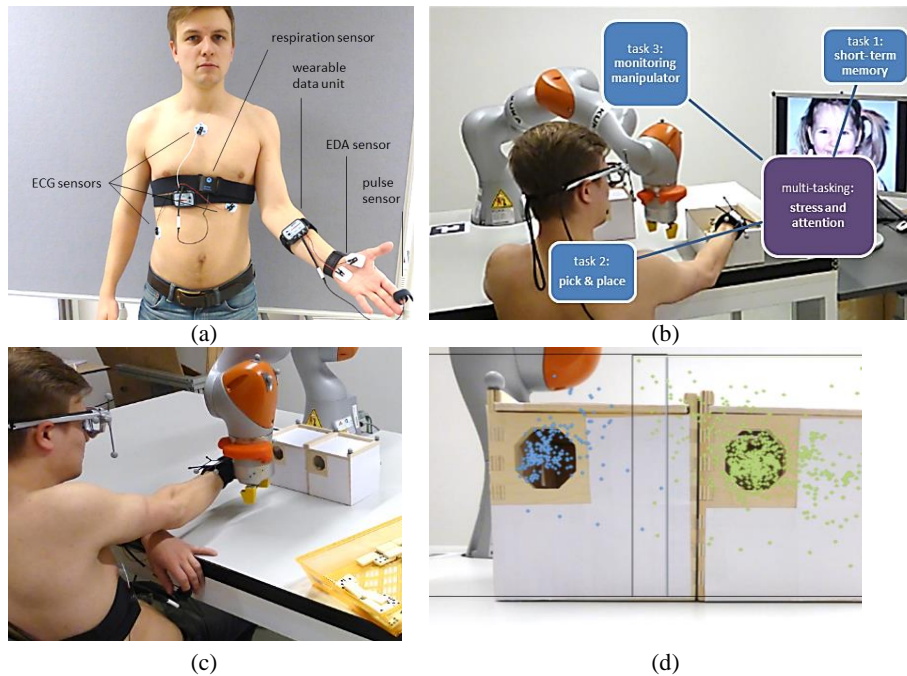 respiration sensor
wearable
data unit
EDA sensor
pulse
sensor
ECG sensors
(a)
task 3:
monitoring
manipulator
task 1:
short-term
memory
multi-tasking:
stress and
attention
task 2:
pick & place
KUKA
(b)
(c)
(d)